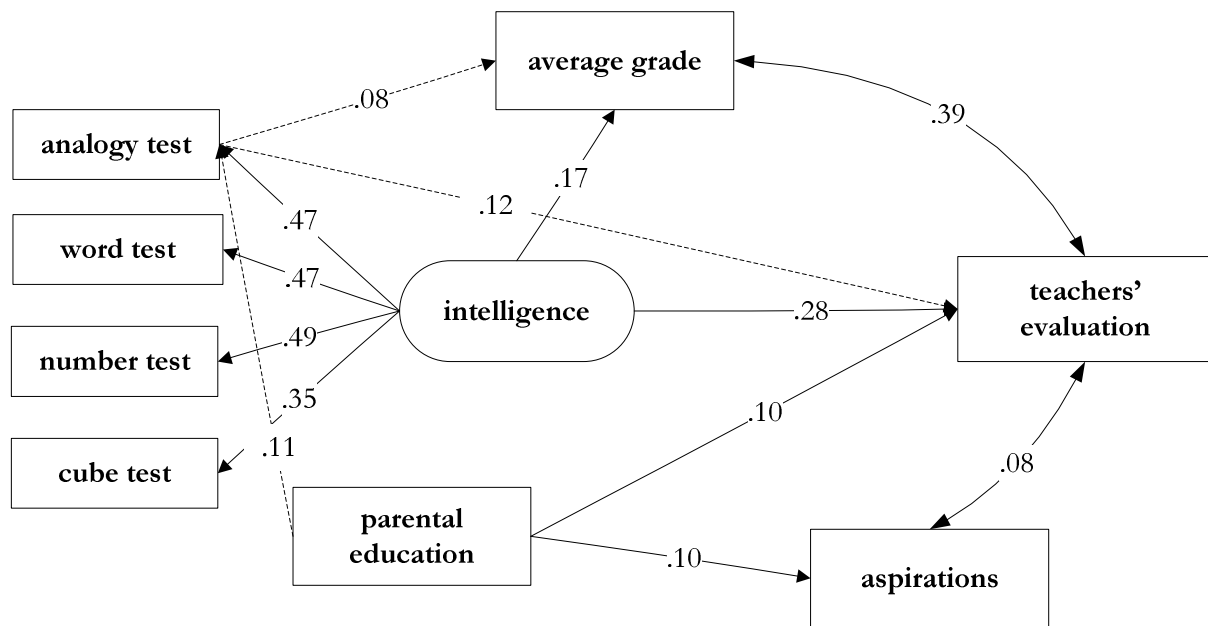 average grade
.08
.39
analogy test
.17
.12
.47
word test
.47
teachers’
evaluation
intelligence
.28
.49
number test
.35
.10
.11
cube test
.08
parental
education
.10
aspirations